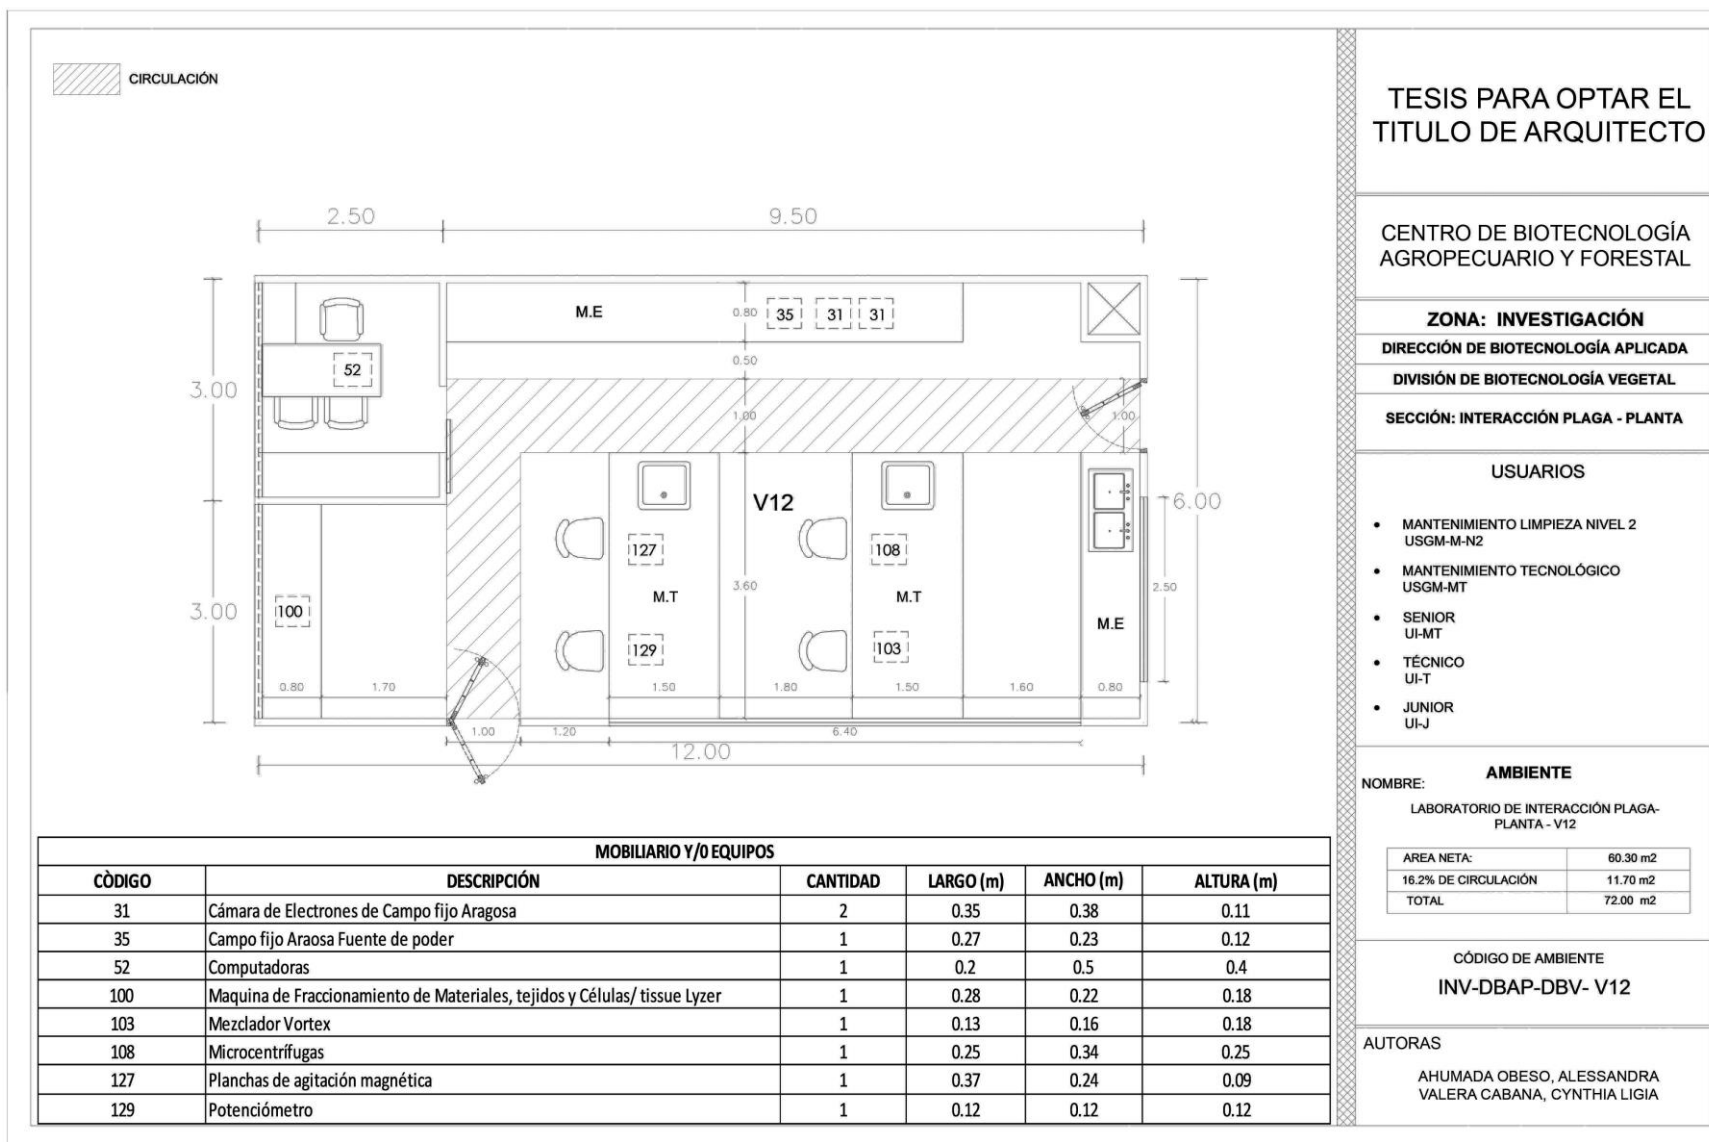 CIRCULACIÓN
2.50
9.50
M.E
0.80
35
31
31
52
0.50
3.00
1.00
1.00
V12
6.00
127
108
2.50
3.60
M.T
M.T
3.00
100
M.E
129
103
0.80
1.70
1.50
1.80
1.50
1.60
0.80
1.00
1.20
6.40
12.00
MOBILIARIO Y/0 EQUIPOS
CÒDIGO DESCRIPCIÓN CANTIDAD LARGO (m) ANCHO (m) ALTURA (m)
31 Cámara de Electrones de Campo fijo Aragosa 2 0.35 0.38 0.11
35 Campo fijo Araosa Fuente de poder 1 0.27 0.23 0.12
52 Computadoras 1 0.2 0.5 0.4
100 Maquina de Fraccionamiento de Materiales, tejidos y Células/ tissue Lyzer 1 0.28 0.22 0.18
103 Mezclador Vortex 1 0.13 0.16 0.18
108 Microcentrífugas 1 0.25 0.34 0.25
127 Planchas de agitación magnética 1 0.37 0.24 0.09
129 Potenciómetro 1 0.12 0.12 0.12
TESIS PARA OPTAR EL
TITULO DE ARQUITECTO
CENTRO DE BIOTECNOLOGÍA
AGROPECUARIO Y FORESTAL
ZONA: INVESTIGACIÓN
DIRECCIÓN DE BIOTECNOLOGÍA APLICADA
DIVISIÓN DE BIOTECNOLOGÍA VEGETAL
SECCIÓN: INTERACCIÓN PLAGA - PLANTA
USUARIOS
• MANTENIMIENTO LIMPIEZA NIVEL 2
USGM-M-N2
• MANTENIMIENTO TECNOLÓGICO
USGM-MT
• SENIOR
UI-MT
• TÉCNICO
UI-T
• JUNIOR
UI-J
AMBIENTE
NOMBRE:
LABORATORIO DE INTERACCIÓN PLAGA-
PLANTA - V12
AREA NETA: 60.30 m2
16.2% DE CIRCULACIÓN 11.70 m2
TOTAL 72.00 m2
CÓDIGO DE AMBIENTE
INV-DBAP-DBV- V12
AUTORAS
AHUMADA OBESO, ALESSANDRA
VALERA CABANA, CYNTHIA LIGIA